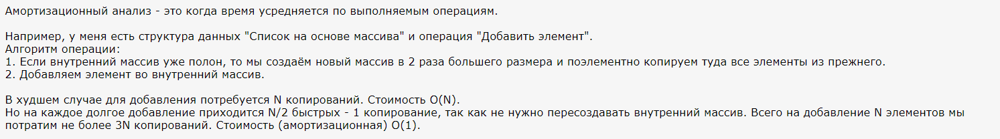 Амортизационный анализ - это когда время усредняется по выполняемым операциям.
Например, у меня есть структура данных "Список на основе массива" и операция "Добавить элемент".
Алгоритм операции:
1. Если внутренний массив уже полон, то мы создаём новый массив в 2 раза большего размера и поэлементно копируем туда все элементы из прежнего.
2. Добавляем элемент во внутренний массив.
В худшем случае для добавления потребуется N копирований. Стоимость O(N).
Но на каждое долгое добавление приходится N/2 быстрых - 1 копирование, так как не нужно пересоздавать внутренний массив. Всего на добавление N элементов мы
потратим не более 3N копирований. Стоимость (амортизационная) O(1).